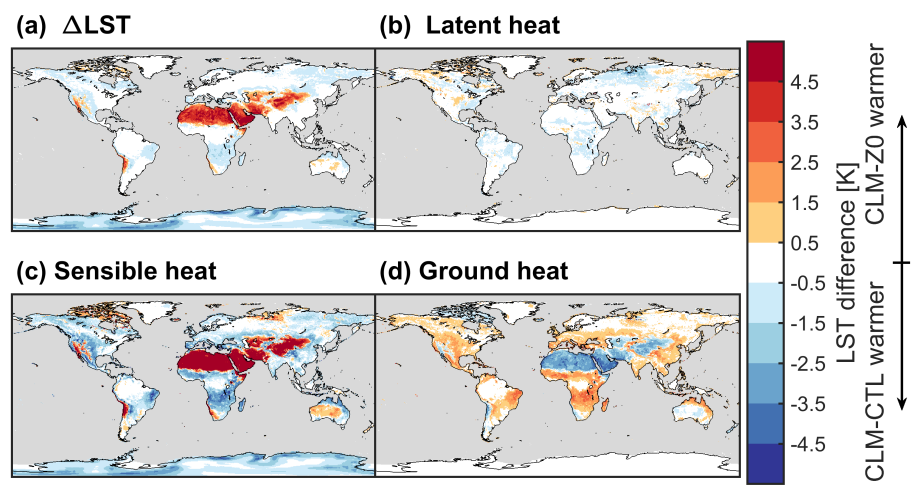 (a) ΔLST
(b) Latent heat
(c) Sensible heat
(d) Ground heat
4.5
3.5
2.5
1.5
0.5
-0.5
-1.5
-2.5
-3.5
-4.5
LST difference [K]
CLM-CTL warmer
CLM-Z0 warmer